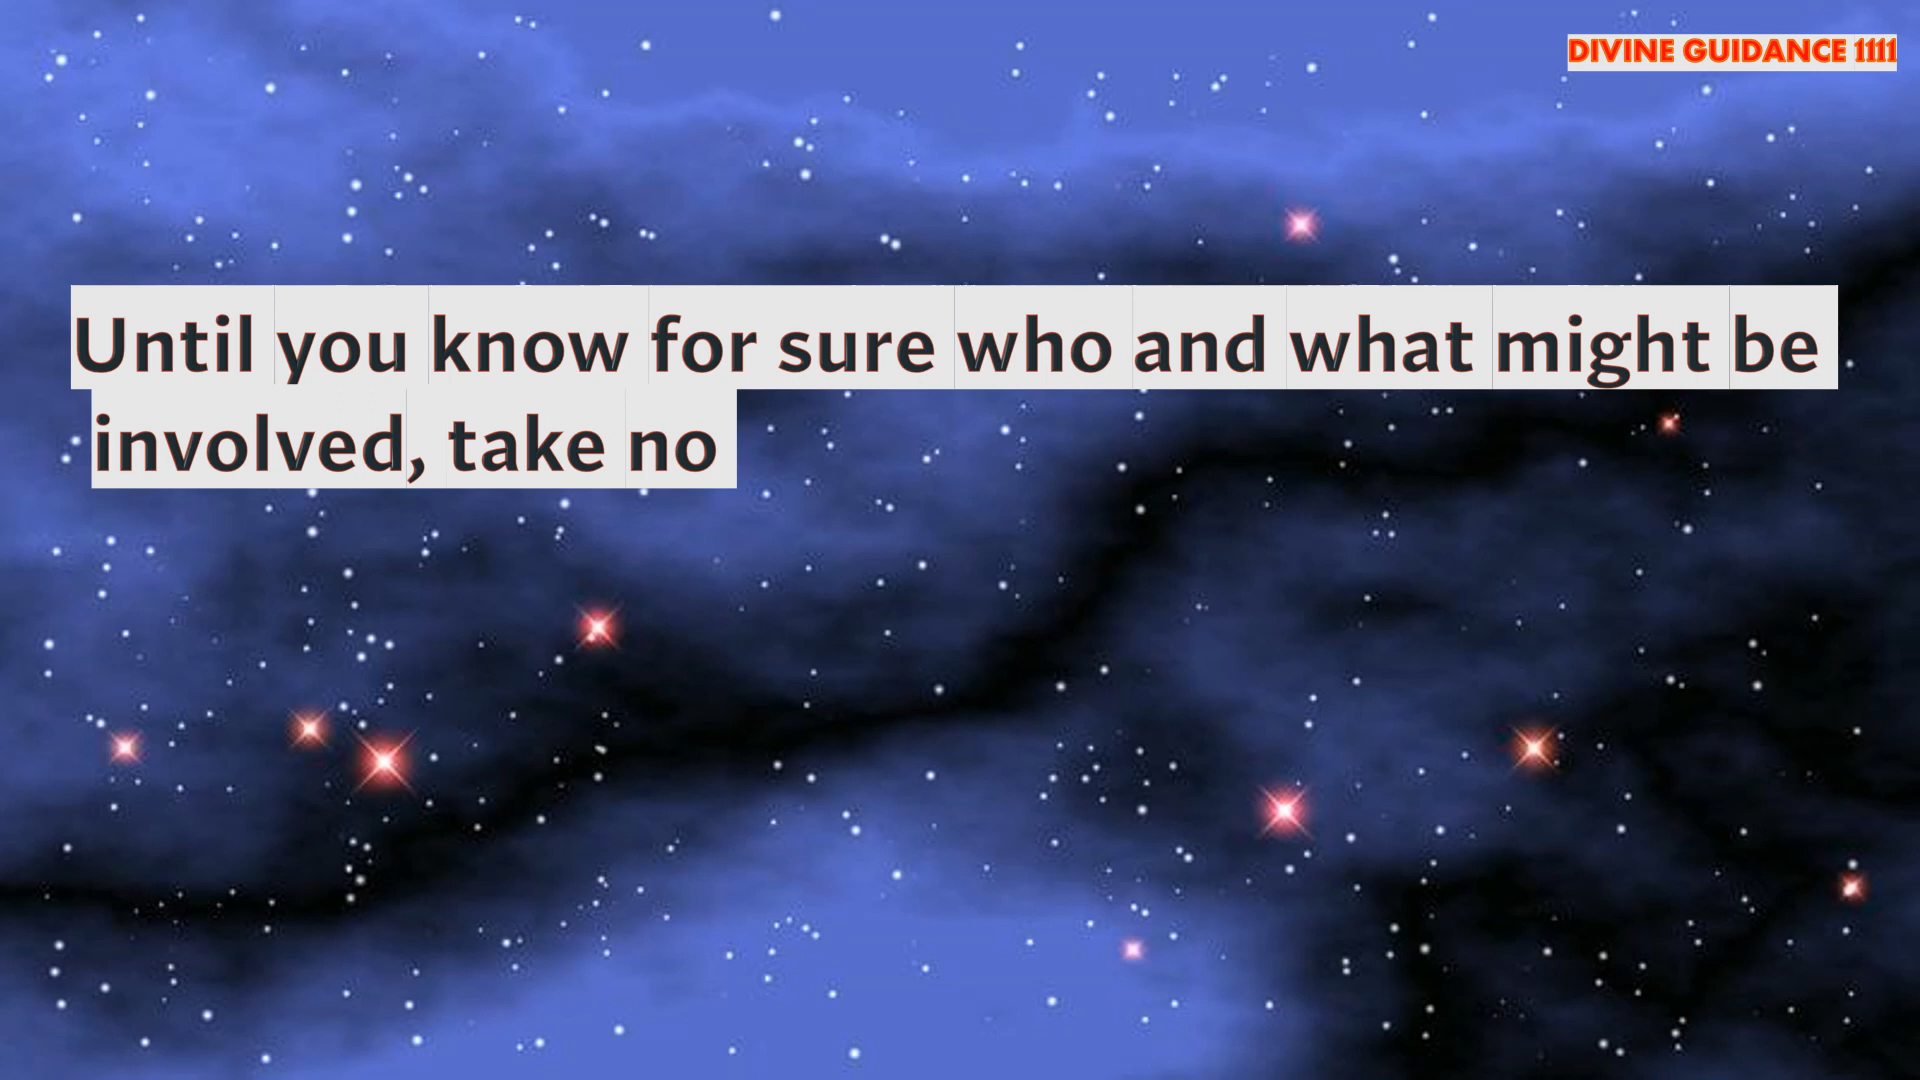 DIVINE GUIDANCE 1111
Until you know for sure who and what might be
involved, take no